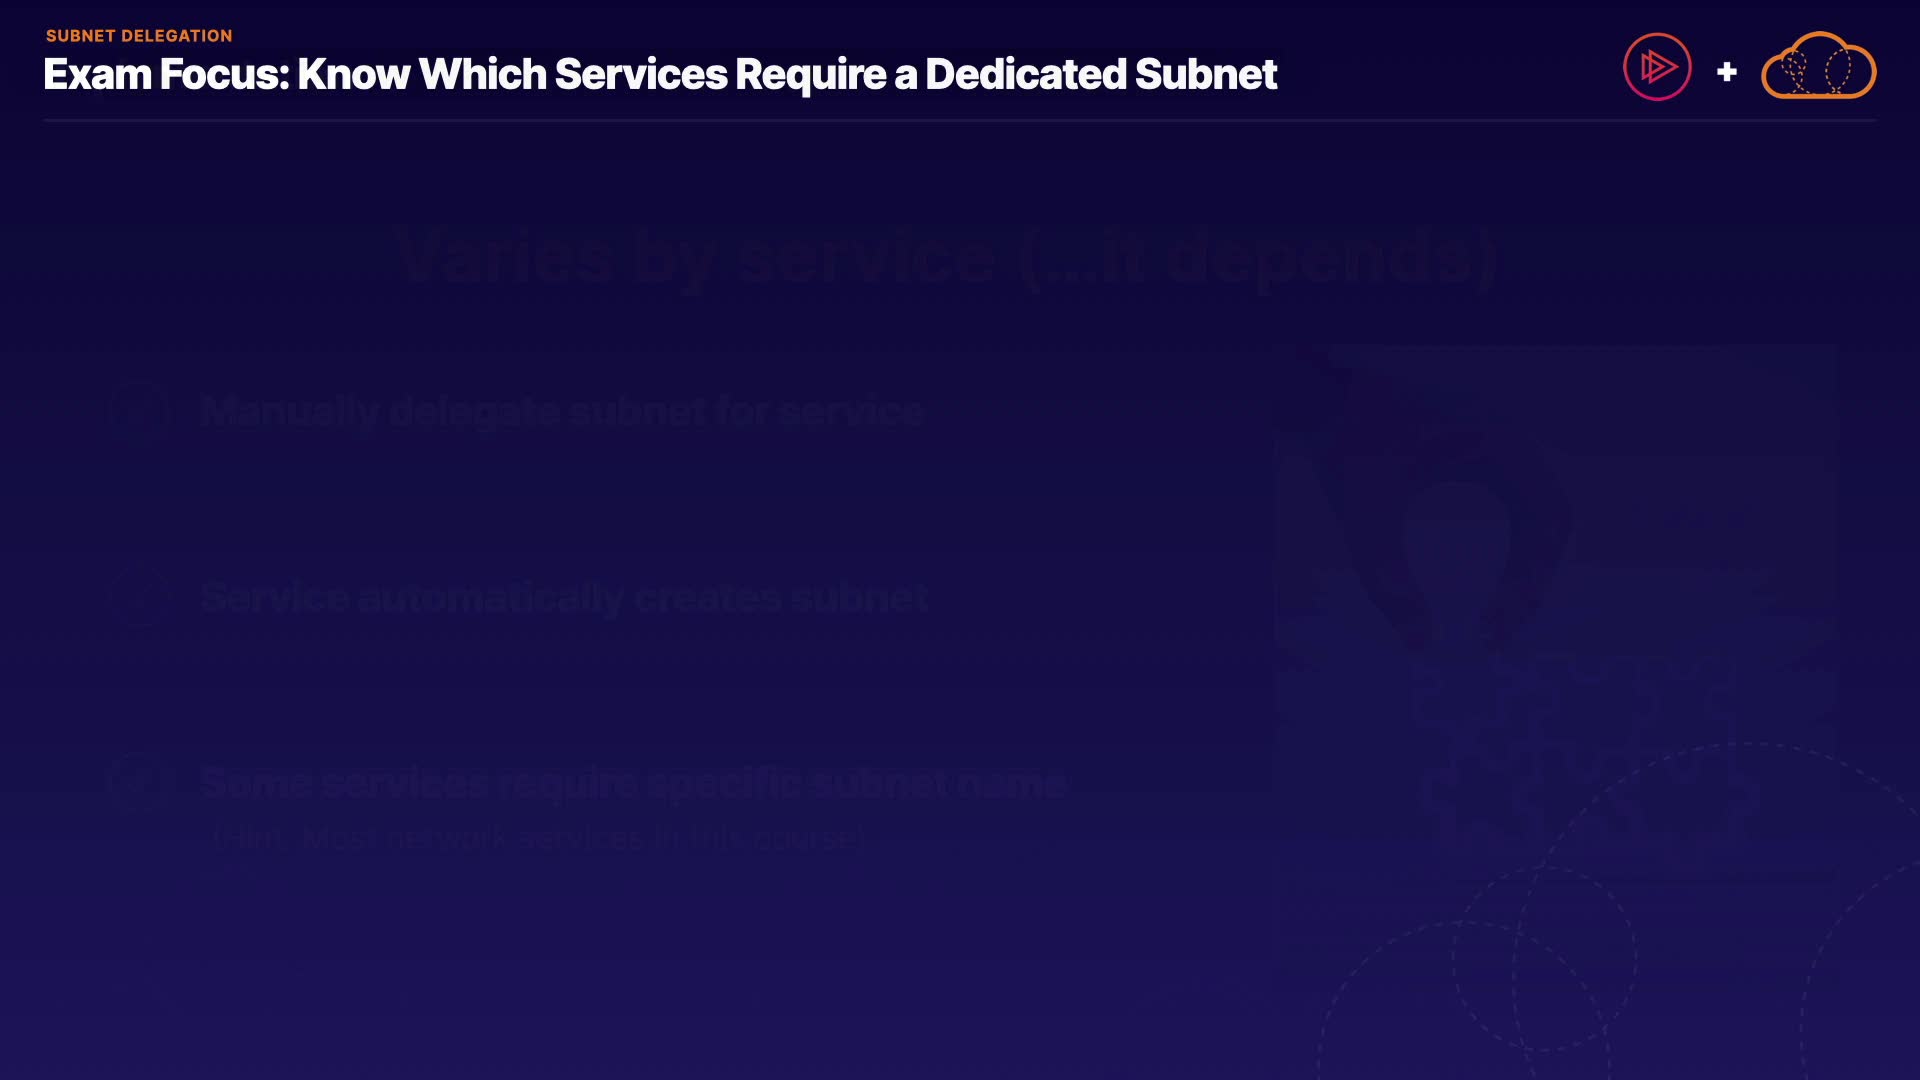 SUBNET DELEGATION
Exam Focus: Know Which Services Require a Dedicated Subnet
Varies by service (...it depends)
Manually delegate subnet for service
Service automatically creates subnet
Some services require specific subnet name
(Hint: Most network services in this course)